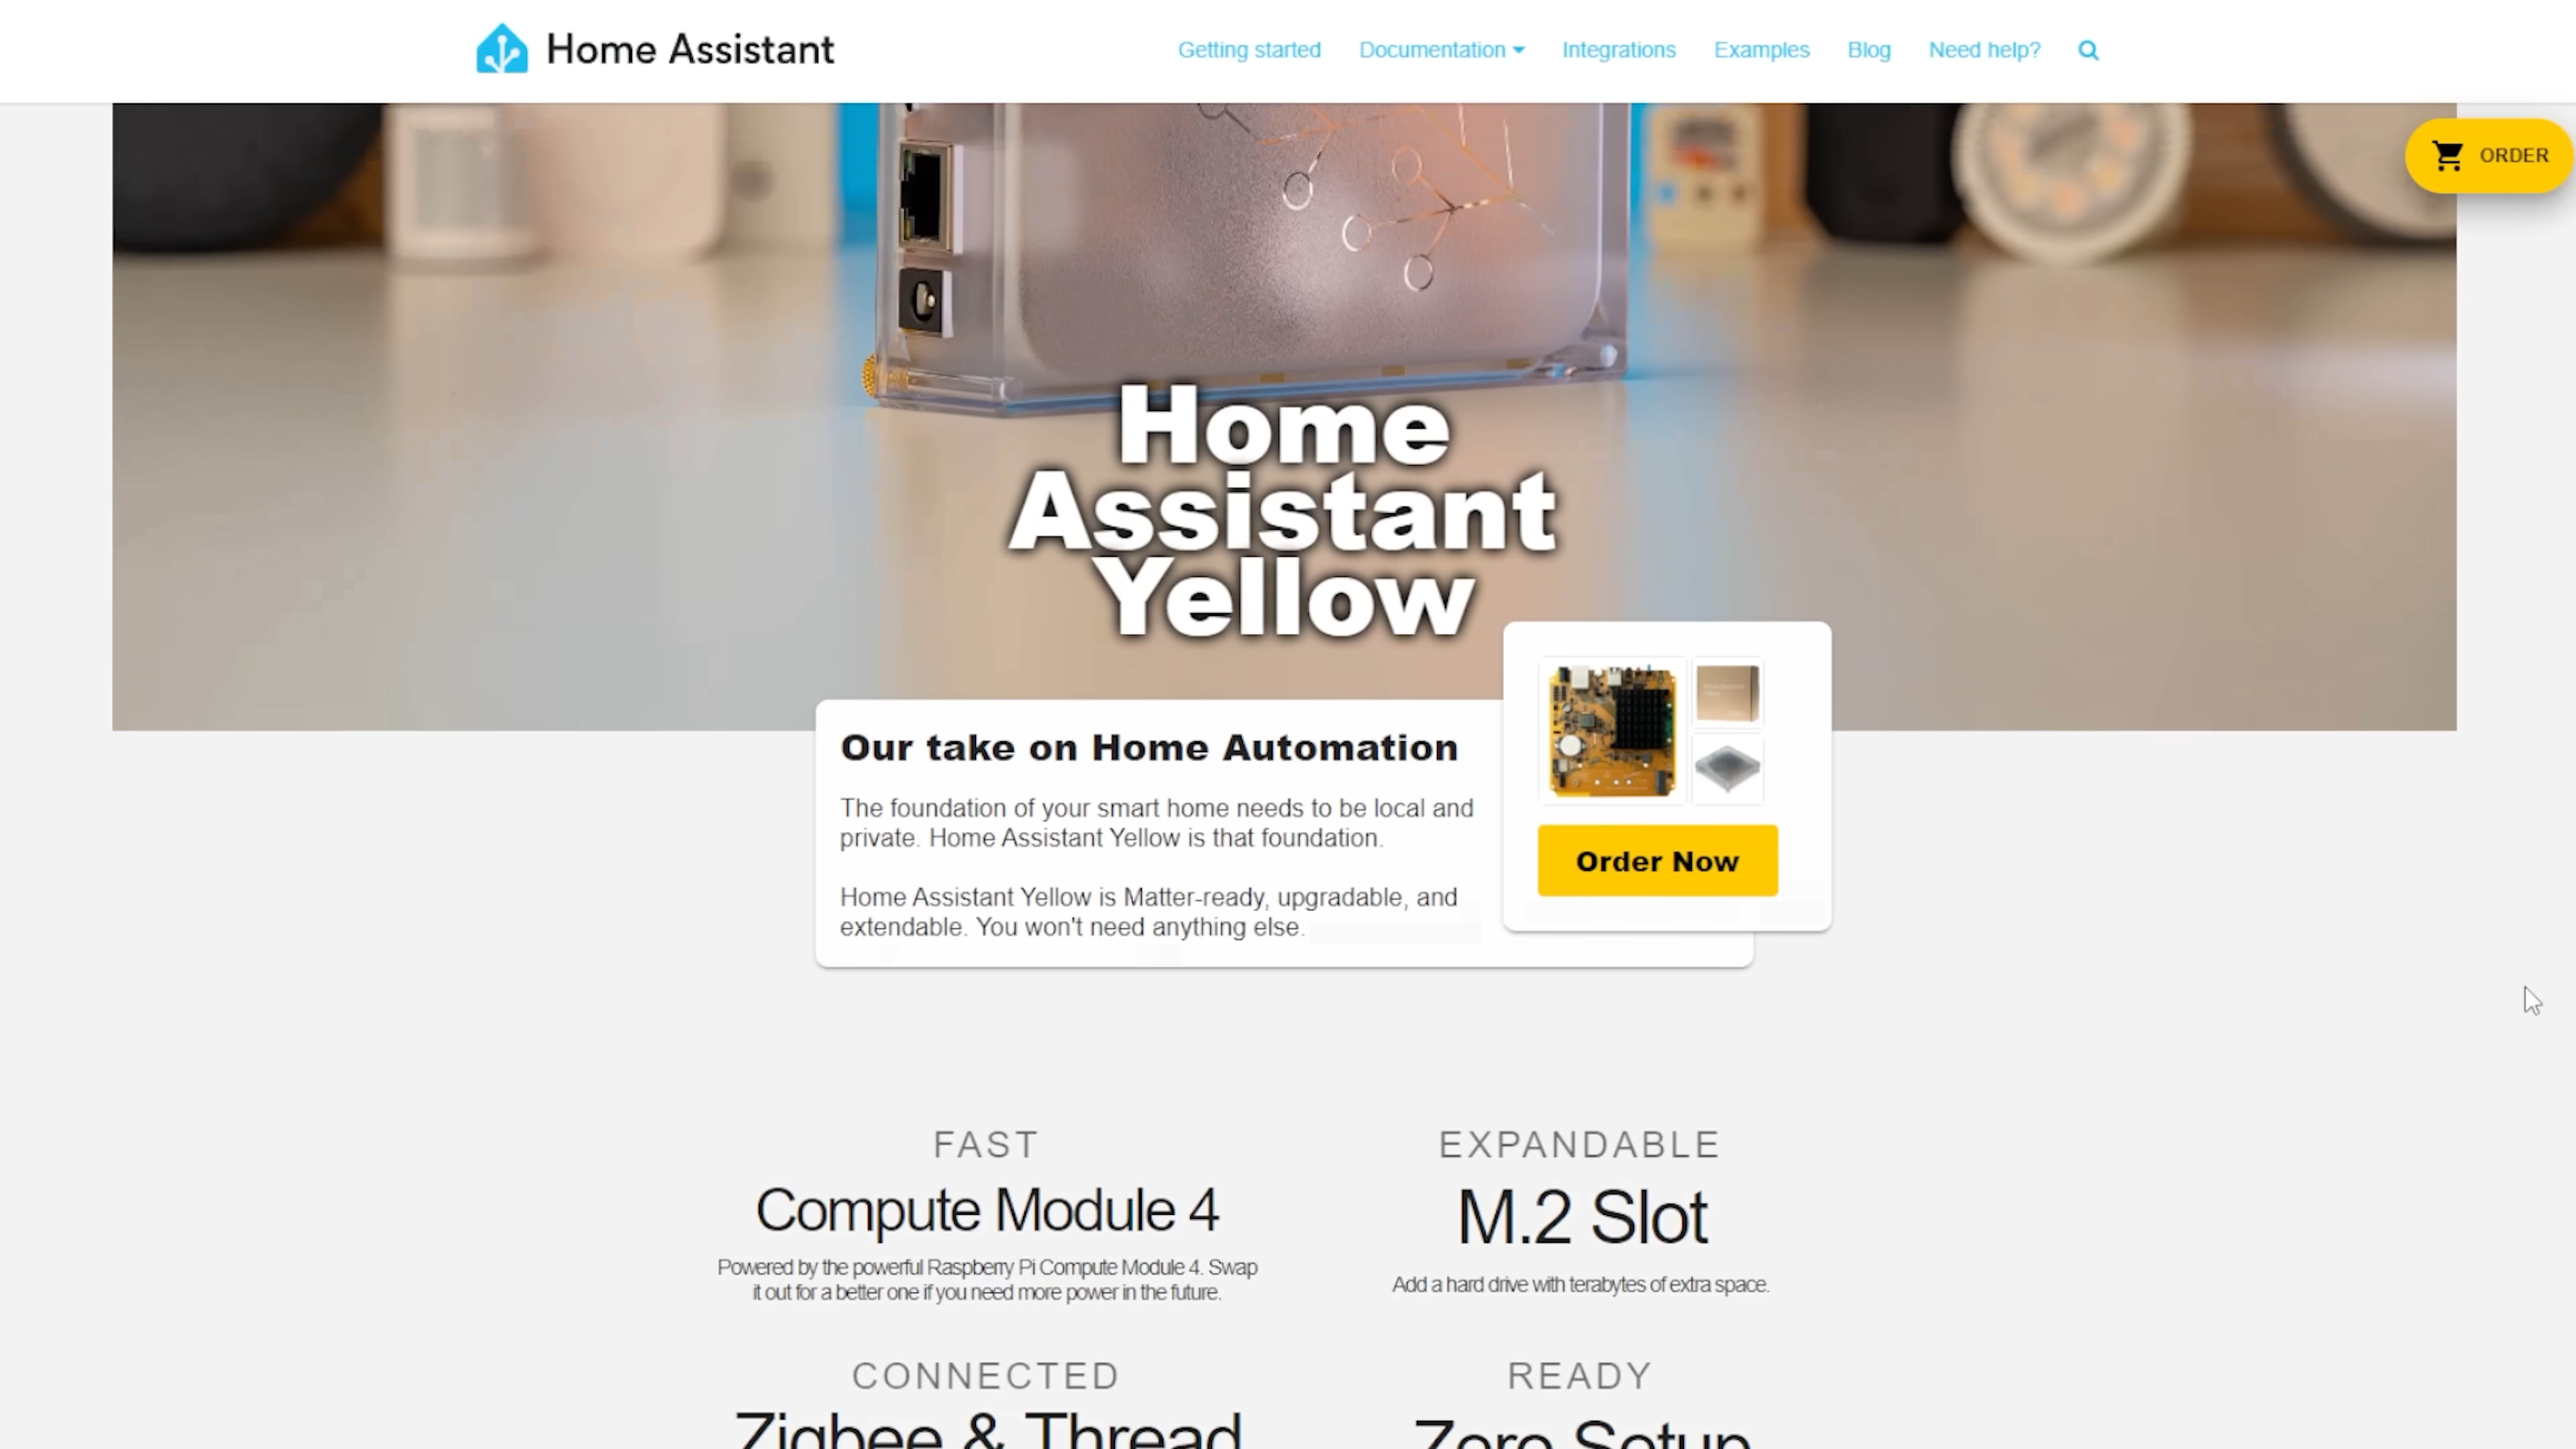 Home Assistant
Getting started
Documentation
Integrations
Examples
Blog
Need help?
ORDER
Home
Assistant
Yellow
Our take on Home Automation
The foundation of your smart home needs to be local and
private. Home Assistant Yellow is that foundation.
Home Assistant Yellow is Matter-ready, upgradable, and
extendable. You won't need anything else.
Order Now
FAST
Compute Module 4
Powered by the powerful Raspberry Pi Compute Module 4. Swap
it out for a better one if you need more power in the future.
EXPANDABLE
M.2 Slot
Add a hard drive with terabytes of extra space.
CONNECTED
Zigbee & Thread
READY
Zero Setup